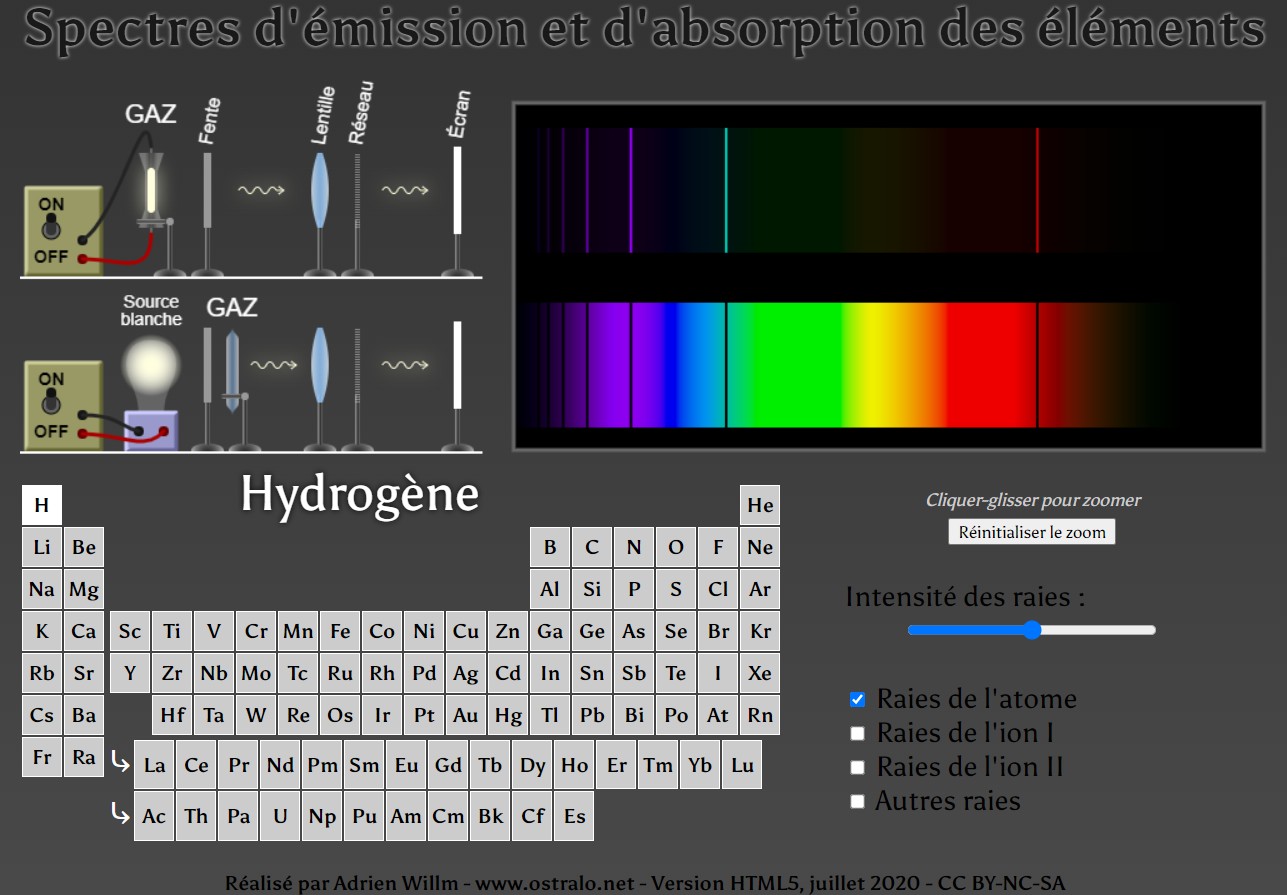 Spectres d'émission et d'absorption des éléments
GAZ
Fente
Lentille
Réseau
Écran
ON
OFF
Source
blanche
GAZ
ON
OFF
Hydrogène
H He
Li Be B C N O F Ne
Na Mg Al Si P S Cl Ar
K Ca Sc Ti V Cr Mn Fe Co Ni Cu Zn Ga Ge As Se Br Kr
Rb Sr Y Zr Nb Mo Tc Ru Rh Pd Ag Cd In Sn Sb Te I Xe
Cs Ba Hf Ta W Re Os Ir Pt Au Hg Tl Pb Bi Po At Rn
Fr Ra
La Ce Pr Nd Pm Sm Eu Gd Tb Dy Ho Er Tm Yb Lu
Ac Th Pa U Np Pu Am Cm Bk Cf Es
Cliquer-glisser pour zoomer
Réinitialiser le zoom
Intensité des raies :
Raies de l'atome
Raies de l'ion I
Raies de l'ion II
Autres raies
Réalisé par Adrien Willm - www.ostralo.net - Version HTML5, juillet 2020 - CC BY-NC-SA